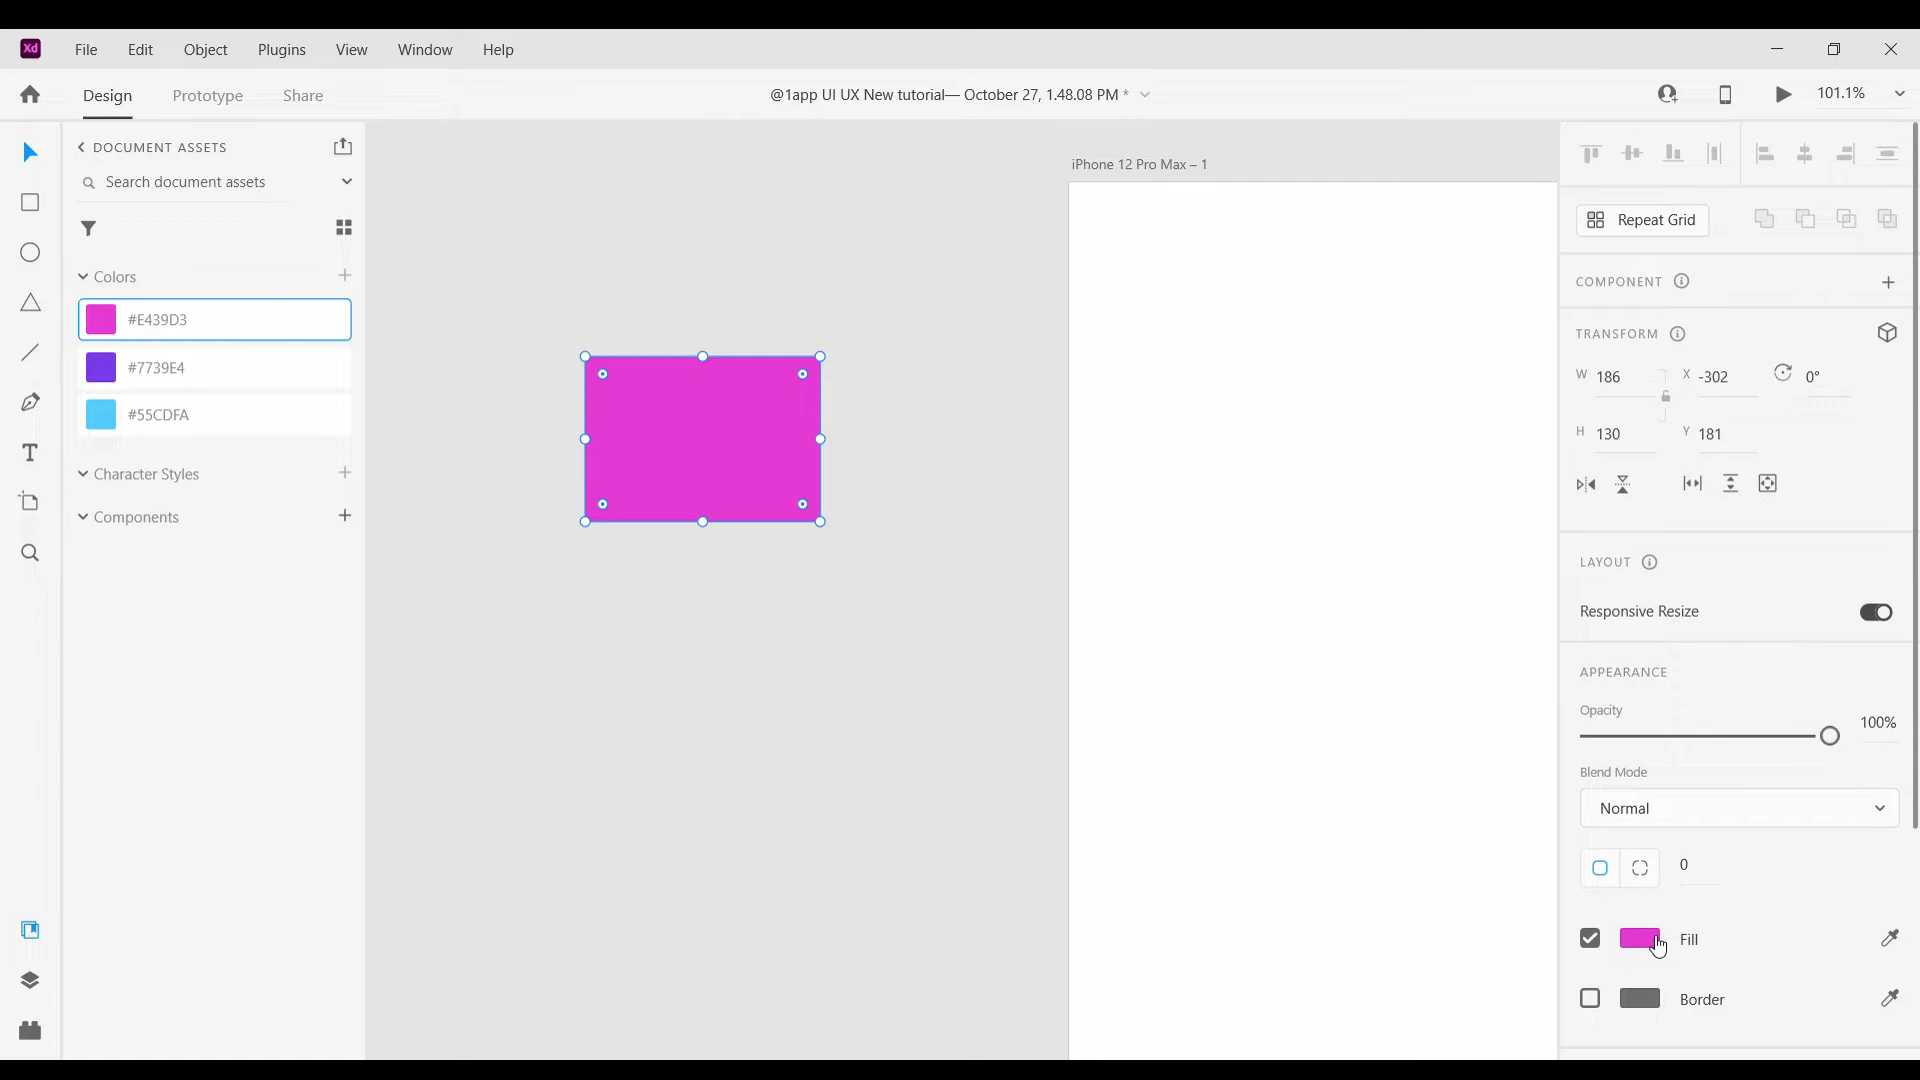 Xd File Edit Object Plugins View Window Help
Design Prototype Share @1app UI UX New tutorial— October 27, 1.48.08 PM * 101.1%
DOCUMENT ASSETS
Search document assets
Colors
#E439D3
#7739E4
#55CDFA
Character Styles
Components
iPhone 12 Pro Max – 1
Repeat Grid
COMPONENT
TRANSFORM
W 186 X -302 0°
H 130 Y 181
LAYOUT
Responsive Resize
APPEARANCE
Opacity
100%
Blend Mode
Normal
0
Fill
Border